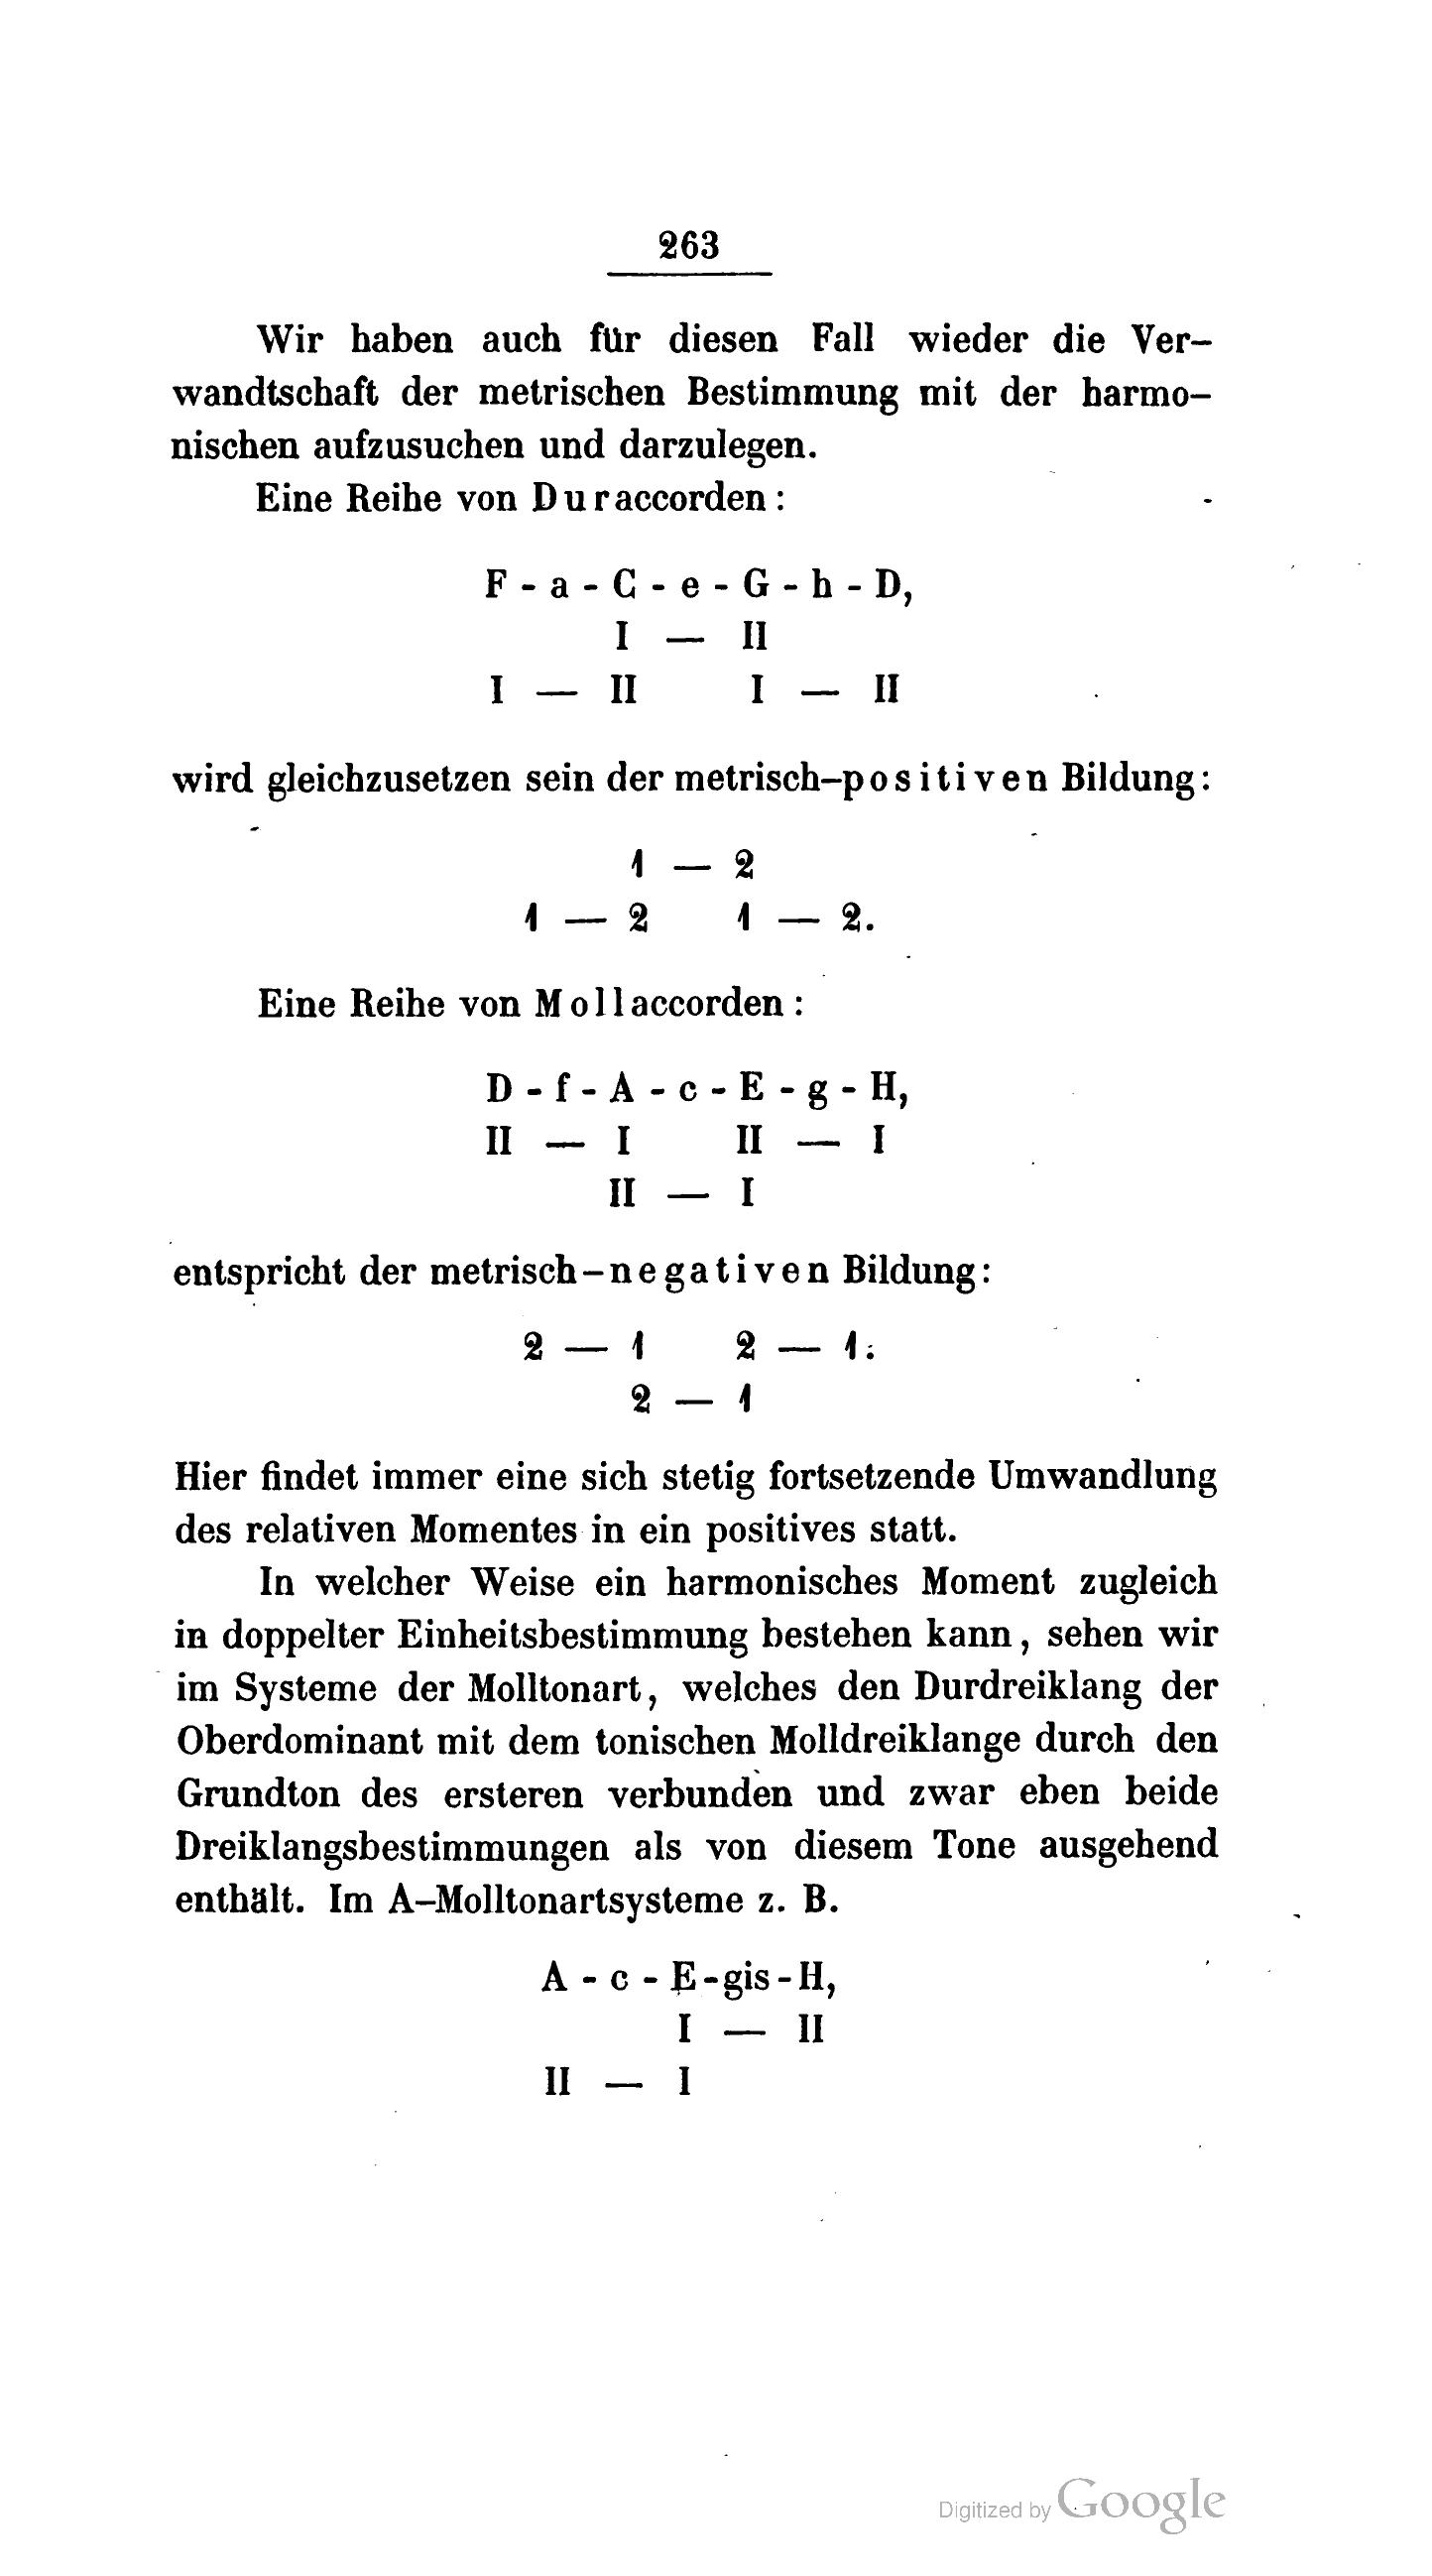 263
Wir haben auch für diesen Fall wieder die Ver-
wandtschaft der metrischen Bestimmung mit der harmo-
nischen aufzusuchen und darzulegen.
Eine Reihe von Duraccorden:
F - a - C - e - G - h - D,
I — II
I — II I — II
wird gleichzusetzen sein der metrisch-positiven Bildung:
1 — 2
1 — 2 1 — 2.
Eine Reihe von Mollaccorden:
D - f - A - c - E - g - H,
II — I II — I
II — I
entspricht der metrisch-negativen Bildung:
2 — 1 2 — 1.
2 — 1
Hier findet immer eine sich stetig fortsetzende Umwandlung
des relativen Momentes in ein positives statt.
In welcher Weise ein harmonisches Moment zugleich
in doppelter Einheitsbestimmung bestehen kann, sehen wir
im Systeme der Molltonart, welches den Durdreiklang der
Oberdominant mit dem tonischen Molldreiklange durch den
Grundton des ersteren verbunden und zwar eben beide
Dreiklangsbestimmungen als von diesem Tone ausgehend
enthält. Im A-Molltonartsysteme z. B.
A - c - E - gis - H,
I — II
II — I
Digitized by Google